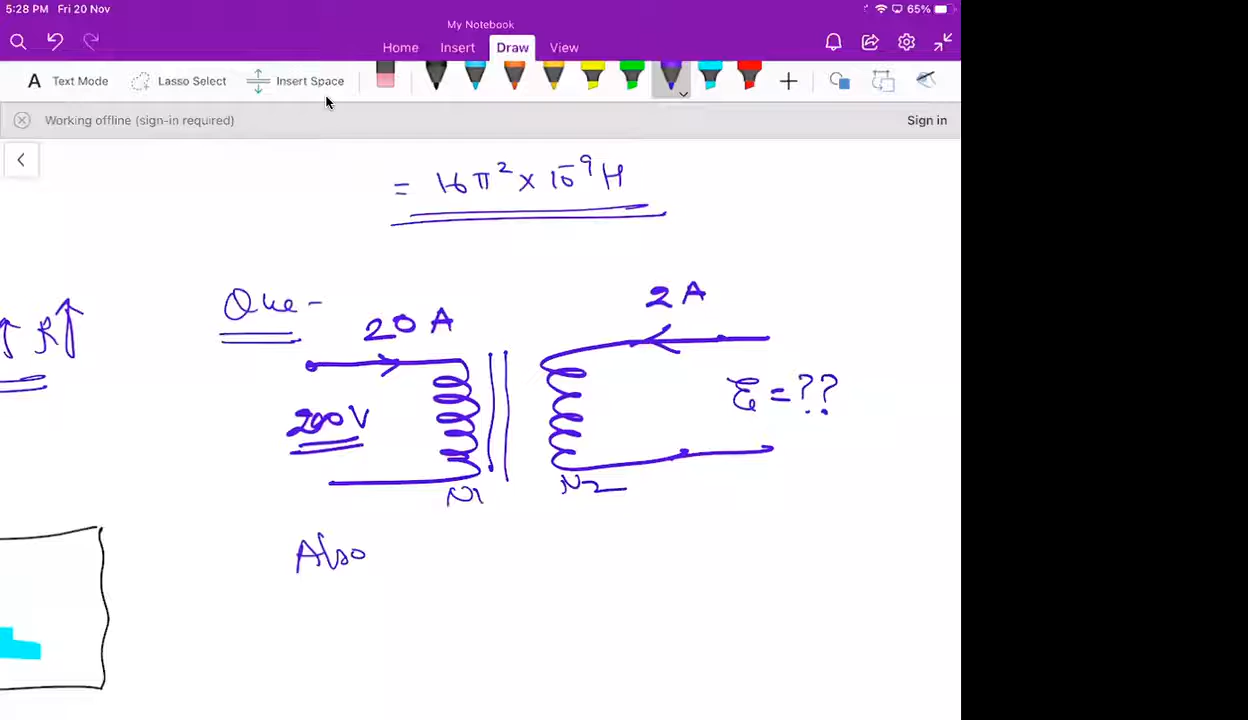 5:28 PM Fri 20 Nov
65%
My Notebook
Home Insert Draw View
A Text Mode Lasso Select Insert Space
Working offline (sign-in required) Sign in
= 16π² × 10⁻⁹ H
↑ R↑
Que -
20 A
2 A
200V
ε = ??
N1
N2
Also